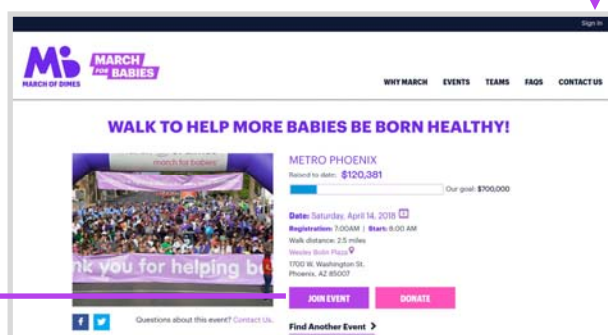 Sign In
MARCH OF DIMES
MARCH
FOR BABIES
WHY MARCH EVENTS TEAMS FAQS CONTACT US
WALK TO HELP MORE BABIES BE BORN HEALTHY!
march for babies
nk you for helping b
METRO PHOENIX
Raised to date: $120,381
Our goal: $700,000
Date: Saturday, April 14, 2018
Registration: 7:00AM | Start: 8:00 AM
Walk distance: 2.5 miles
Wesley Bolin Plaza
1700 W. Washington St.
Phoenix, AZ 85007
JOIN EVENT DONATE
Questions about this event? Contact Us.
Find Another Event >